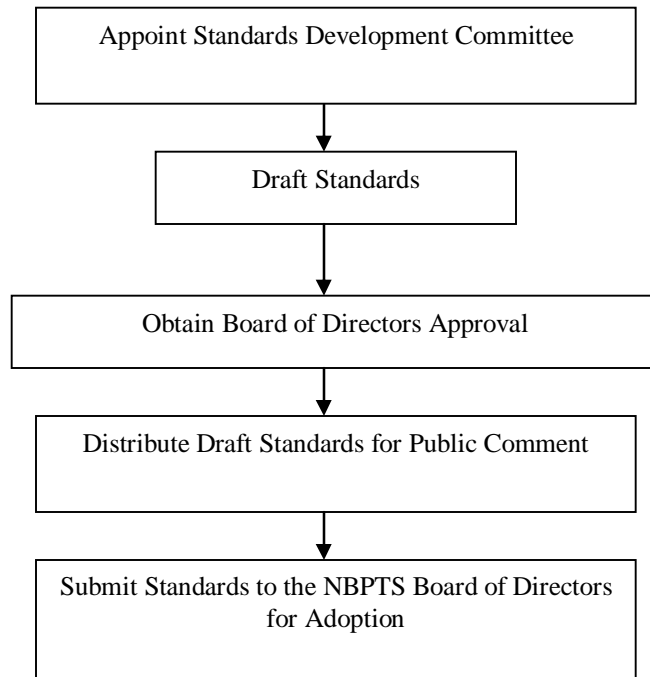 Appoint Standards Development Committee
Draft Standards
Obtain Board of Directors Approval
Distribute Draft Standards for Public Comment
Submit Standards to the NBPTS Board of Directors
for Adoption